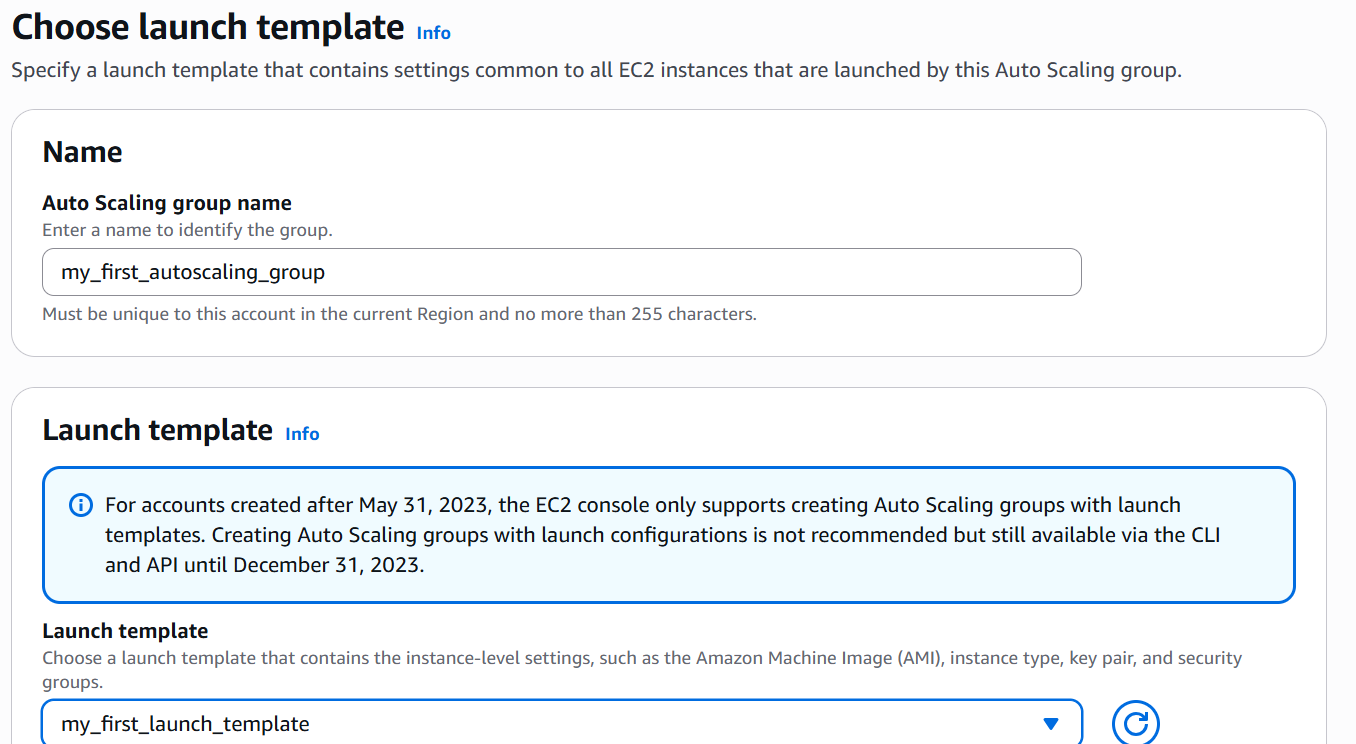 Choose launch template Info
Specify a launch template that contains settings common to all EC2 instances that are launched by this Auto Scaling group.
Name
Auto Scaling group name
Enter a name to identify the group.
my_first_autoscaling_group
Must be unique to this account in the current Region and no more than 255 characters.
Launch template Info
For accounts created after May 31, 2023, the EC2 console only supports creating Auto Scaling groups with launch
templates. Creating Auto Scaling groups with launch configurations is not recommended but still available via the CLI
and API until December 31, 2023.
Launch template
Choose a launch template that contains the instance-level settings, such as the Amazon Machine Image (AMI), instance type, key pair, and security
groups.
my_first_launch_template